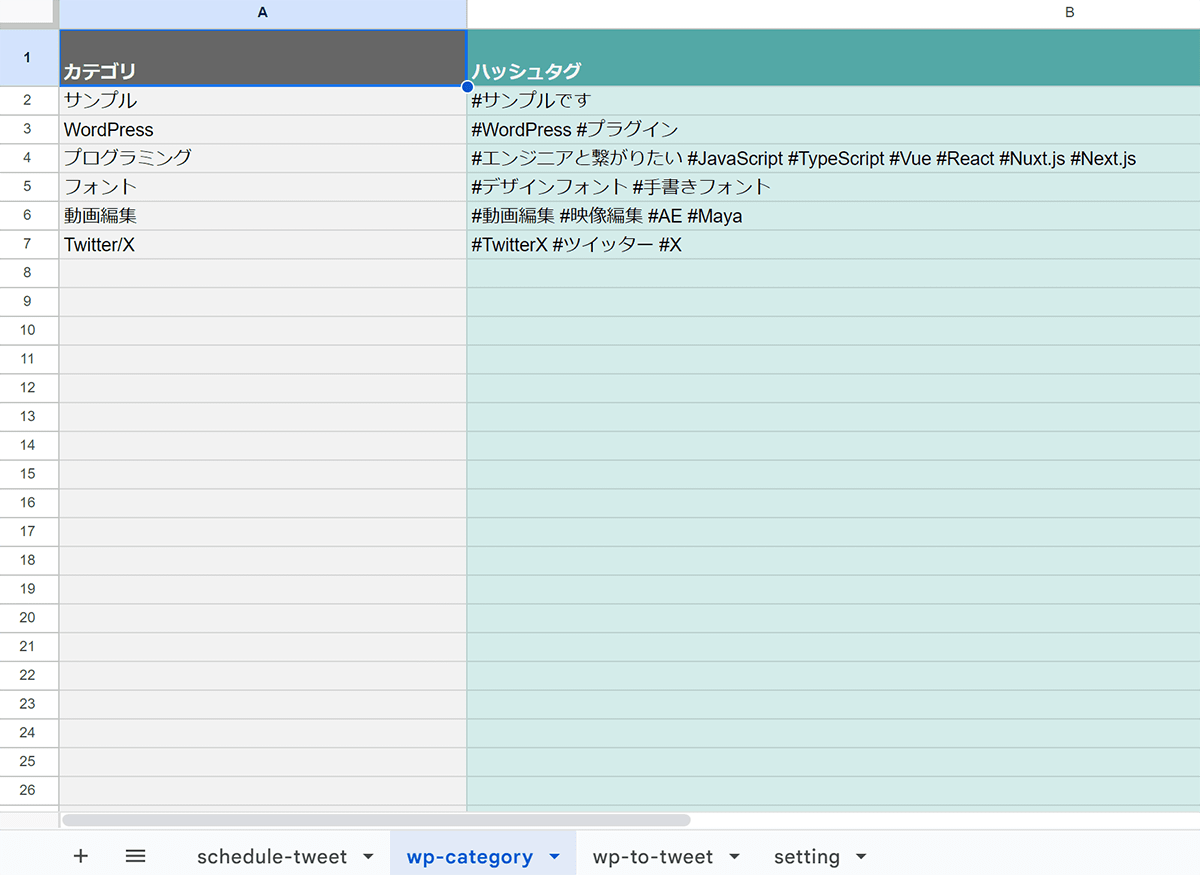 A B
1 カテゴリ ハッシュタグ
2 サンプル #サンプルです
3 WordPress #WordPress #プラグイン
4 プログラミング #エンジニアと繋がりたい #JavaScript #TypeScript #Vue #React #Nuxt.js #Next.js
5 フォント #デザインフォント #手書きフォント
6 動画編集 #動画編集 #映像編集 #AE #Maya
7 Twitter/X #TwitterX #ツイッター #X
8
9
10
11
12
13
14
15
16
17
18
19
20
21
22
23
24
25
26
schedule-tweet wp-category wp-to-tweet setting